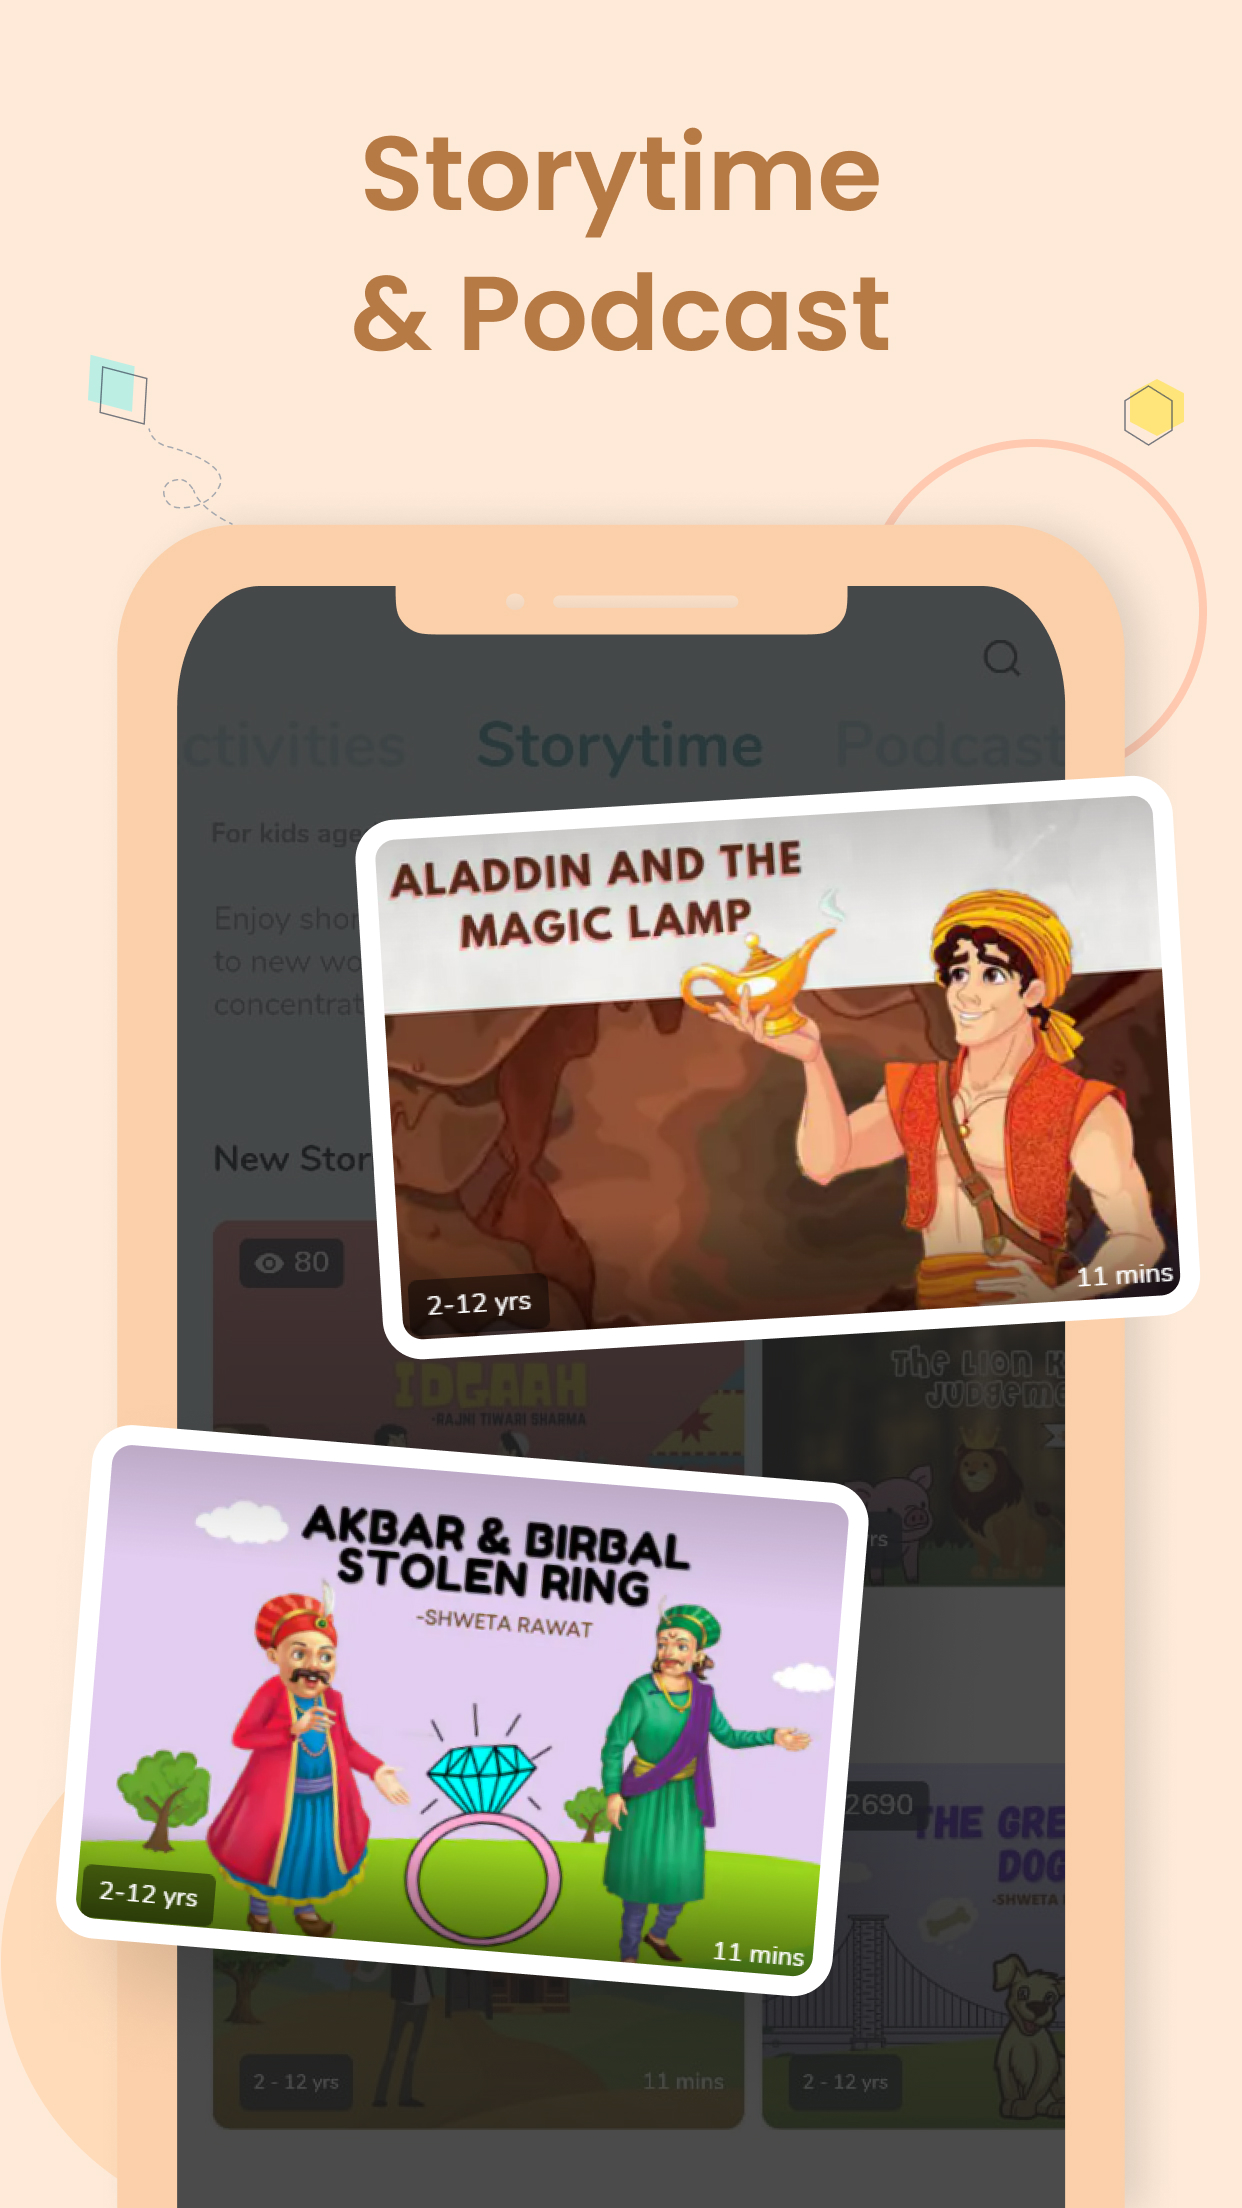 Storytime
& Podcast
ctivities Storytime Podcast
For kids age
Enjoy shor
to new wo
concentrat
ALADDIN AND THE
MAGIC LAMP
2-12 yrs
11 mins
New Stor
80
IDGAAH
-RAJNI TIWARI SHARMA
The Lion K
Judgeme
rs
AKBAR & BIRBAL
STOLEN RING
-SHWETA RAWAT
2-12 yrs
11 mins
2690
THE GRE
DOG
-SHWETA
2 - 12 yrs
11 mins
2 - 12 yrs